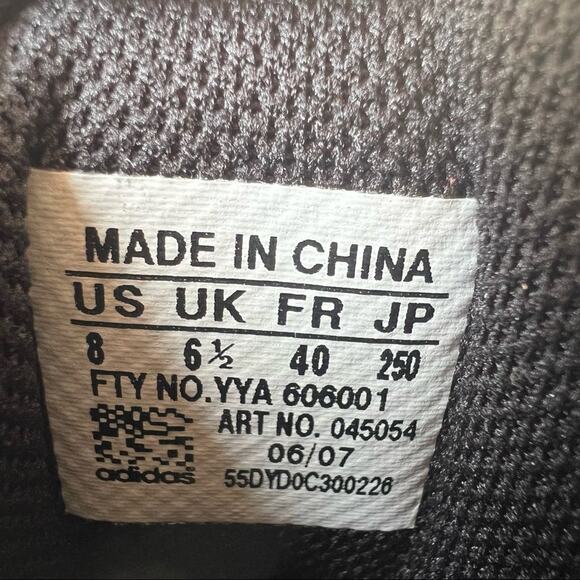 MADE IN CHINA
US UK FR JP
8 6½ 40 250
FTY NO.YYA 606001
ART NO. 045054
06/07
adidas 55DYD0C300226